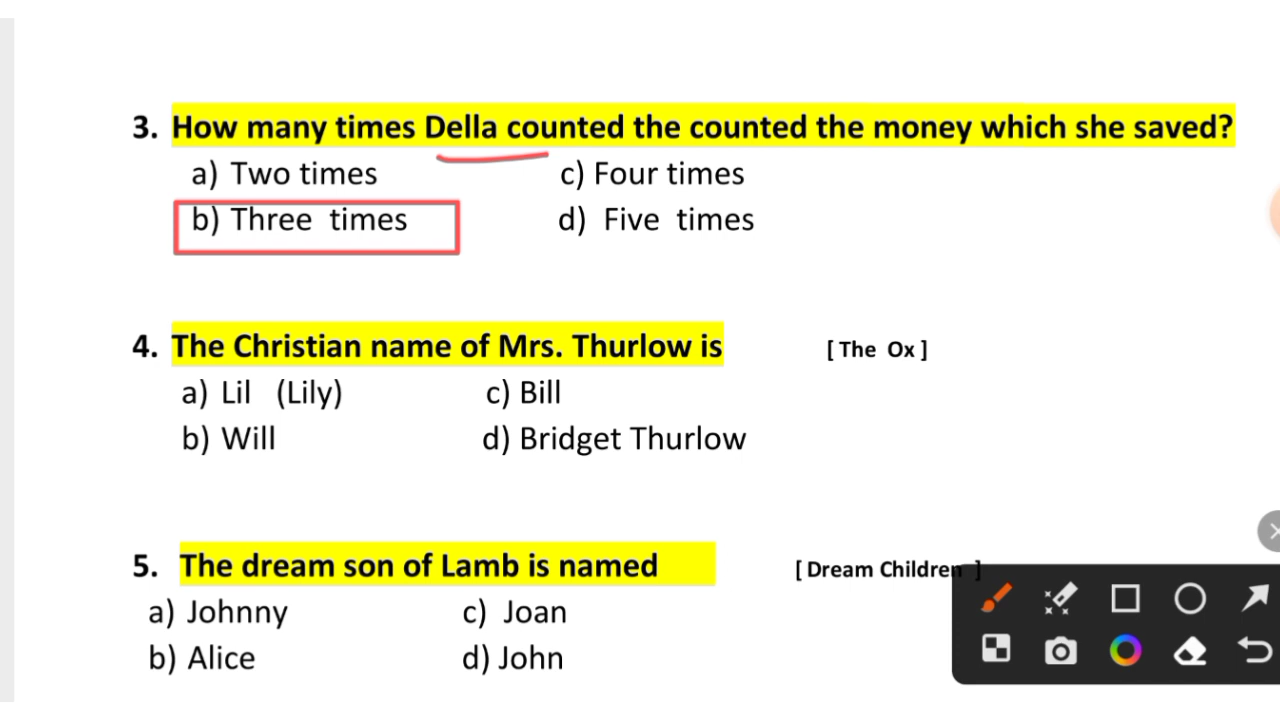 3. How many times Della counted the counted the money which she saved?
a) Two times c) Four times
b) Three times d) Five times
4. The Christian name of Mrs. Thurlow is [ The Ox ]
a) Lil (Lily) c) Bill
b) Will d) Bridget Thurlow
5. The dream son of Lamb is named [ Dream Children ]
a) Johnny c) Joan
b) Alice d) John